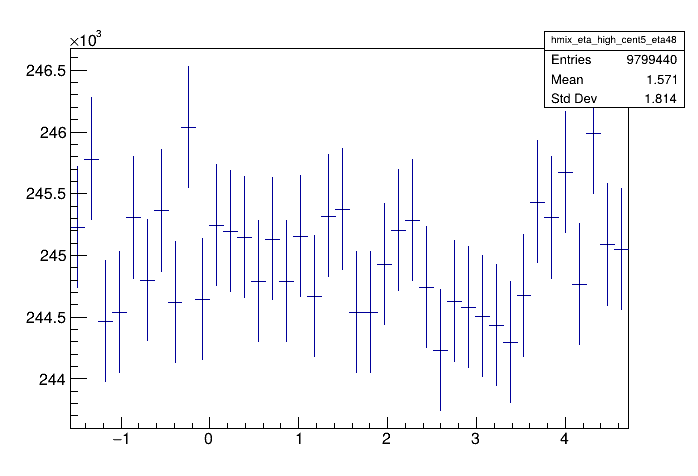 ×10³
hmix_eta_high_cent5_eta48
Entries 9799440
Mean 1.571
Std Dev 1.814
246.5
246
245.5
245
244.5
244
−1 0 1 2 3 4